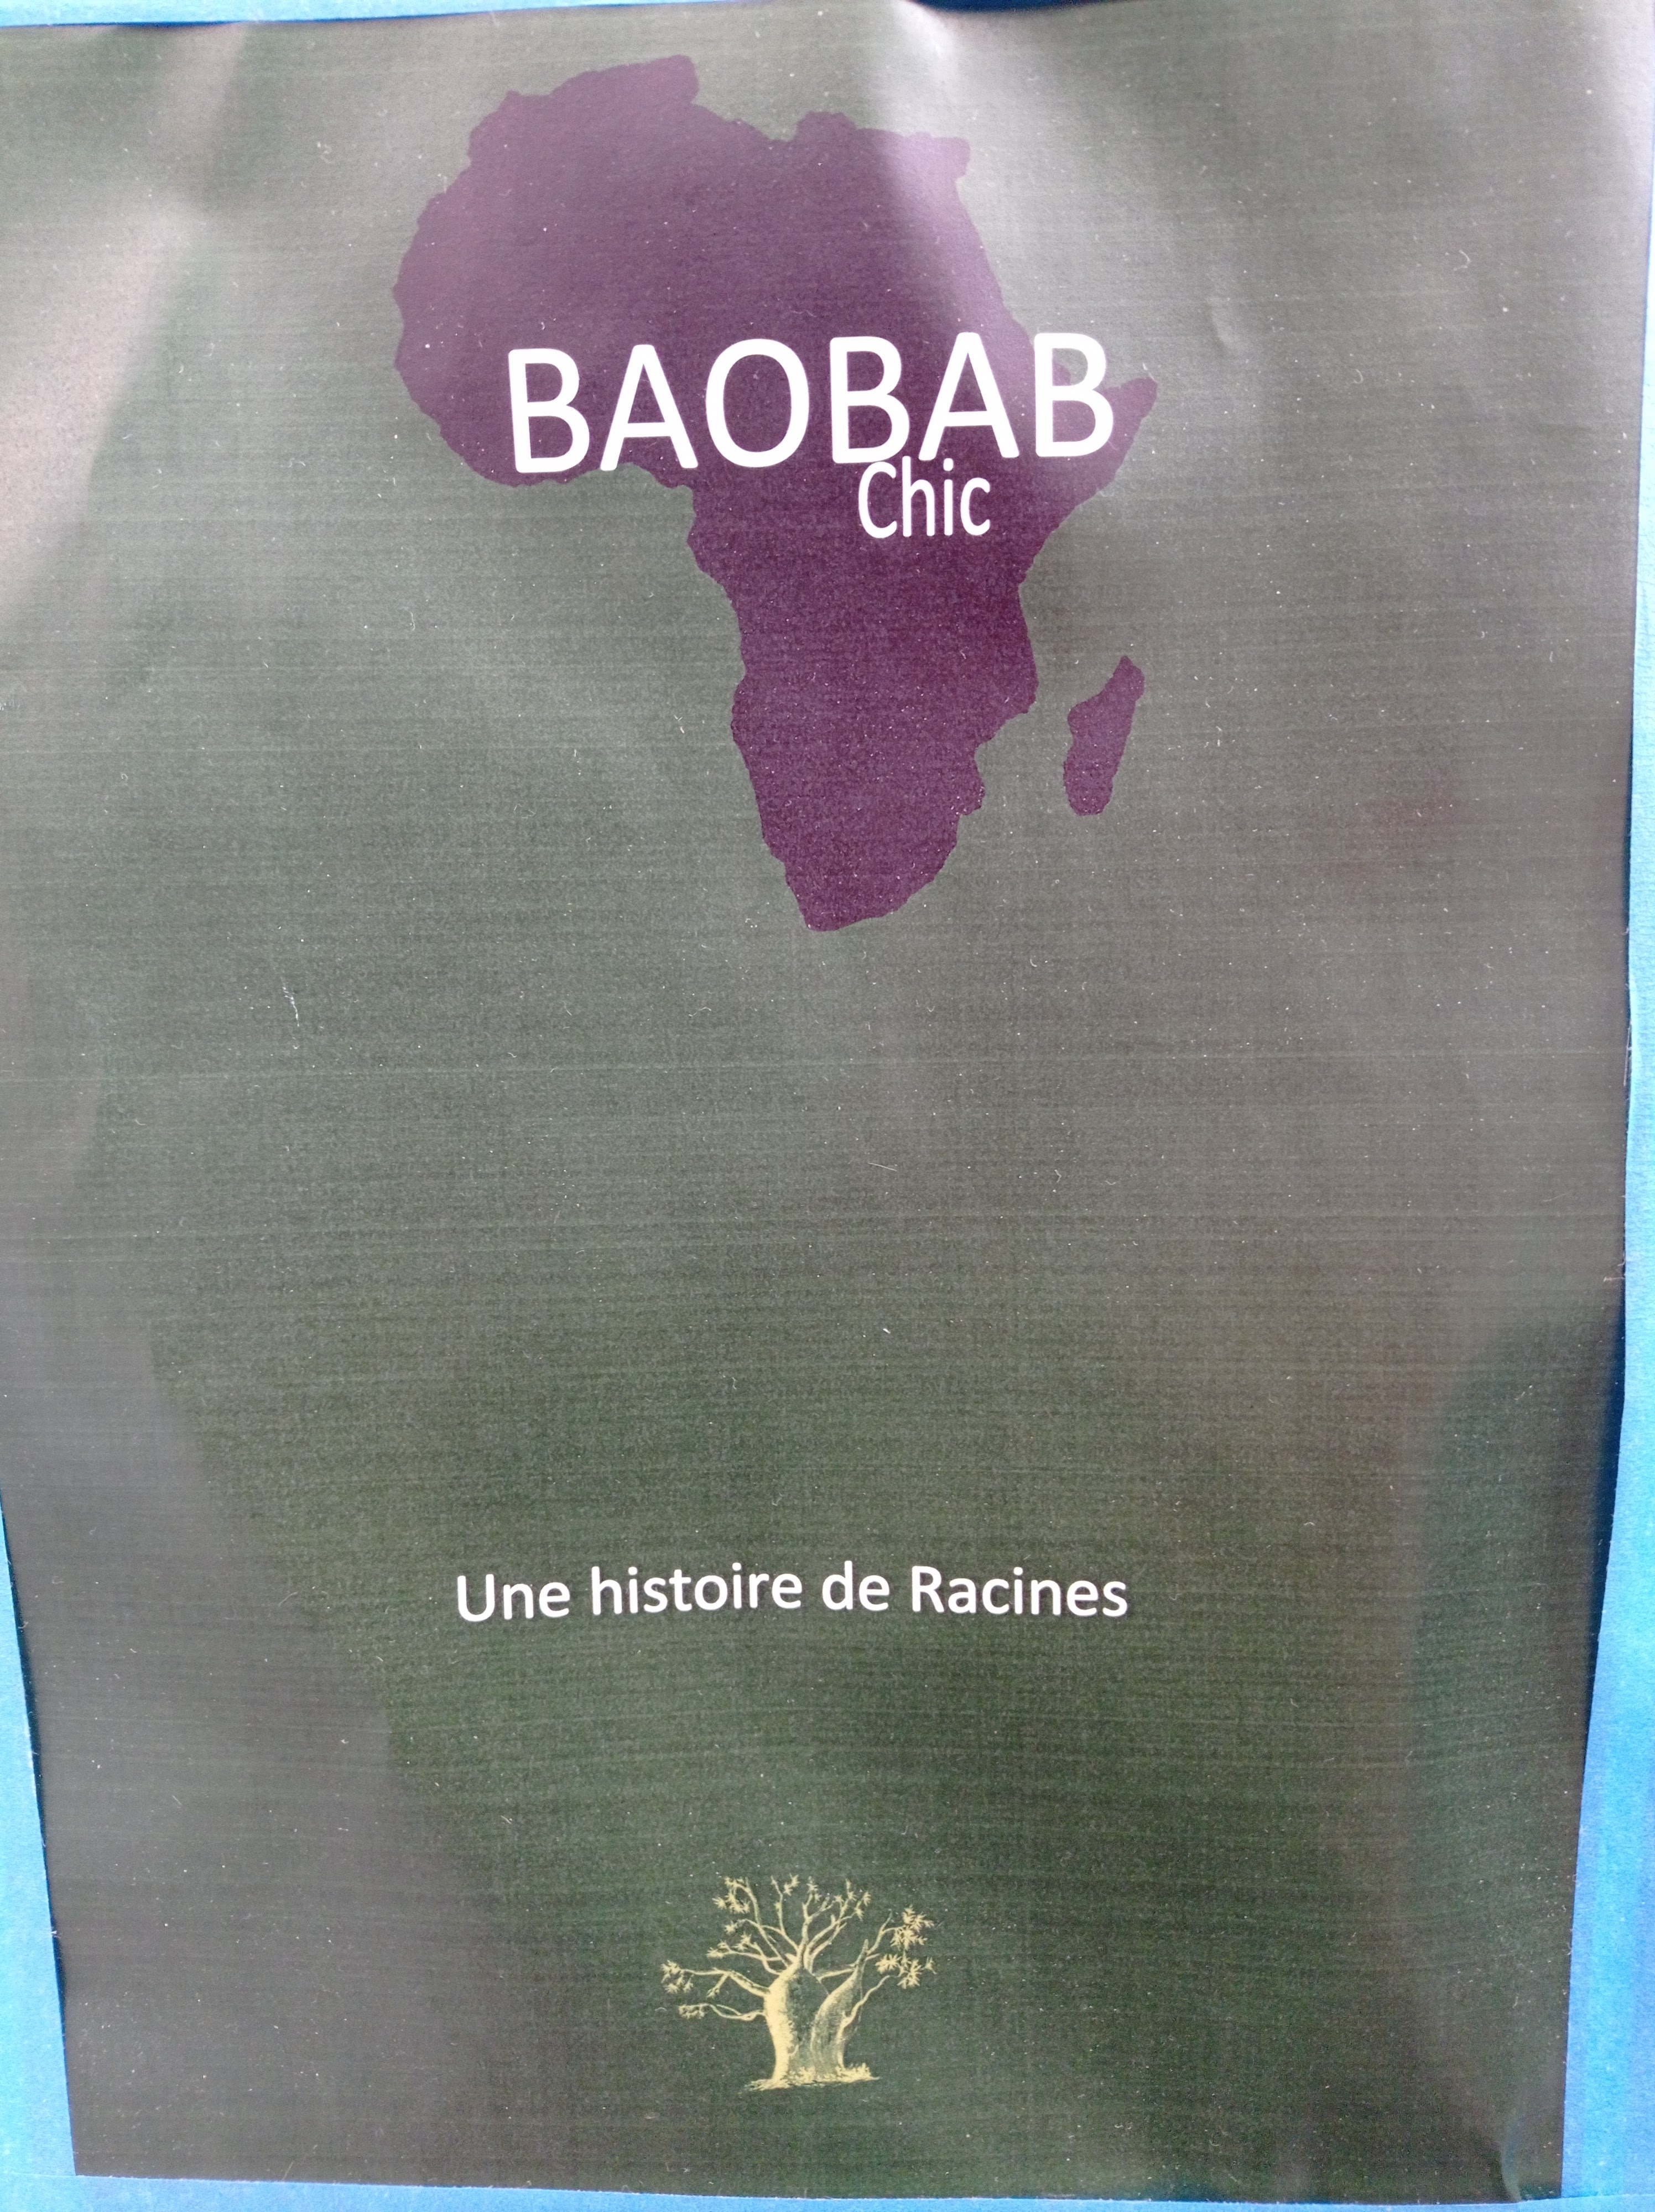 BAOBAB
Chic
Une histoire de Racines